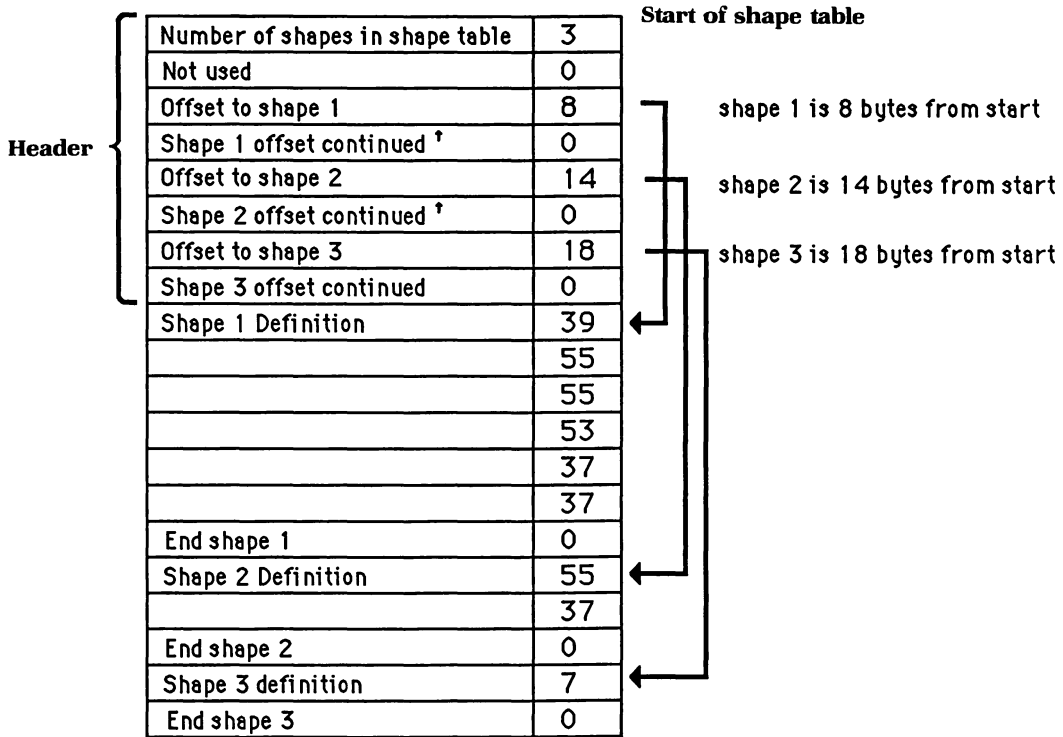 Start of shape table
Header
Number of shapes in shape table 3
Not used 0
Offset to shape 1 8 shape 1 is 8 bytes from start
Shape 1 offset continued † 0
Offset to shape 2 14 shape 2 is 14 bytes from start
Shape 2 offset continued † 0
Offset to shape 3 18 shape 3 is 18 bytes from start
Shape 3 offset continued 0
Shape 1 Definition 39
55
55
53
37
37
End shape 1 0
Shape 2 Definition 55
37
End shape 2 0
Shape 3 definition 7
End shape 3 0